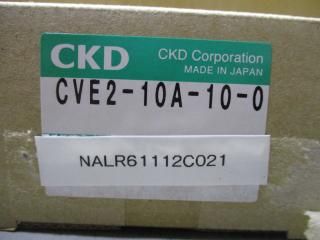 CKD
CKD Corporation
MADE IN JAPAN
CVE2-10A-10-0
NALR61112C021